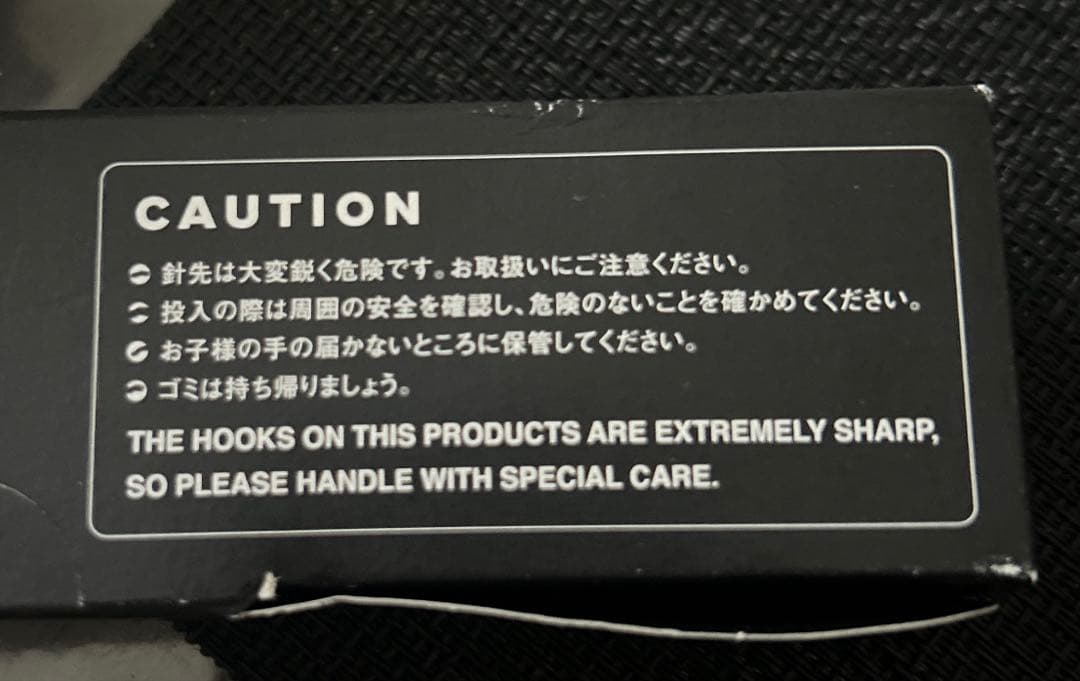 CAUTION
針先は大変鋭く危険です。お取扱いにご注意ください。
投入の際は周囲の安全を確認し、危険のないことを確かめてください。
お子様の手の届かないところに保管してください。
ゴミは持ち帰りましょう。
THE HOOKS ON THIS PRODUCTS ARE EXTREMELY SHARP,
SO PLEASE HANDLE WITH SPECIAL CARE.